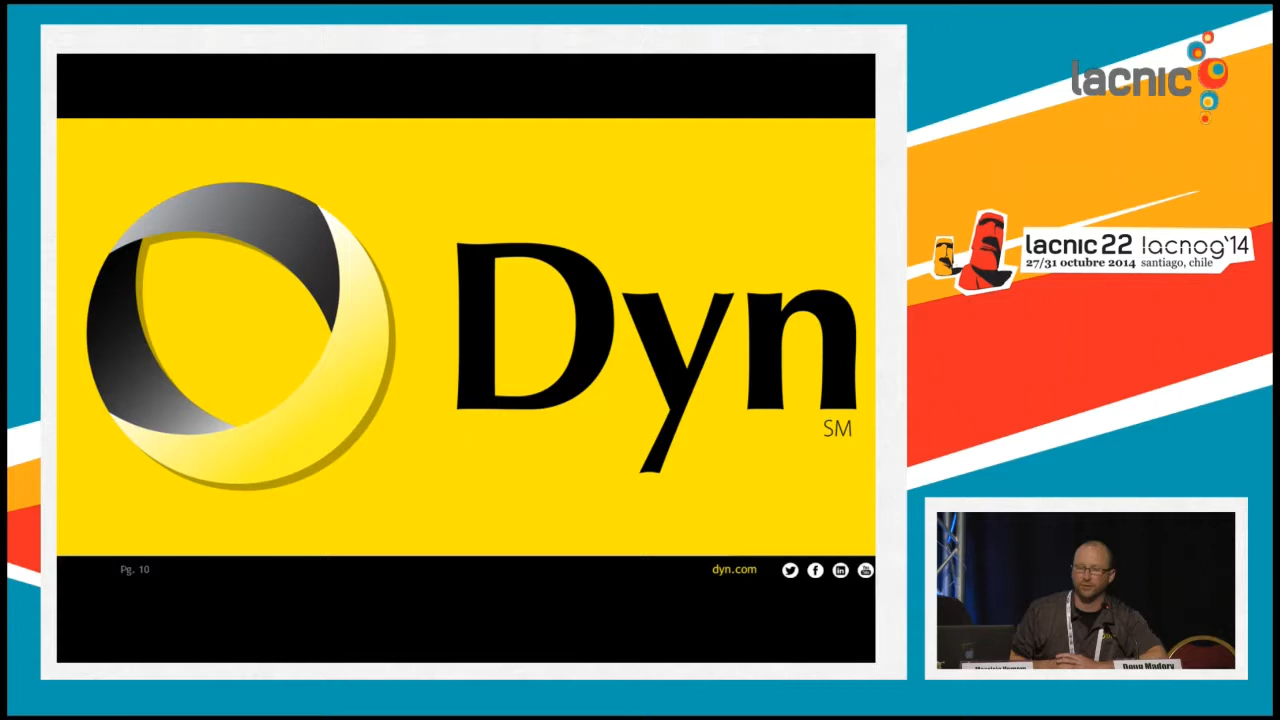 lacnic
Dyn
SM
lacnic 22 lacnog'14
27/31 octubre 2014 santiago, chile
Pg. 10
dyn.com
Doug Madory